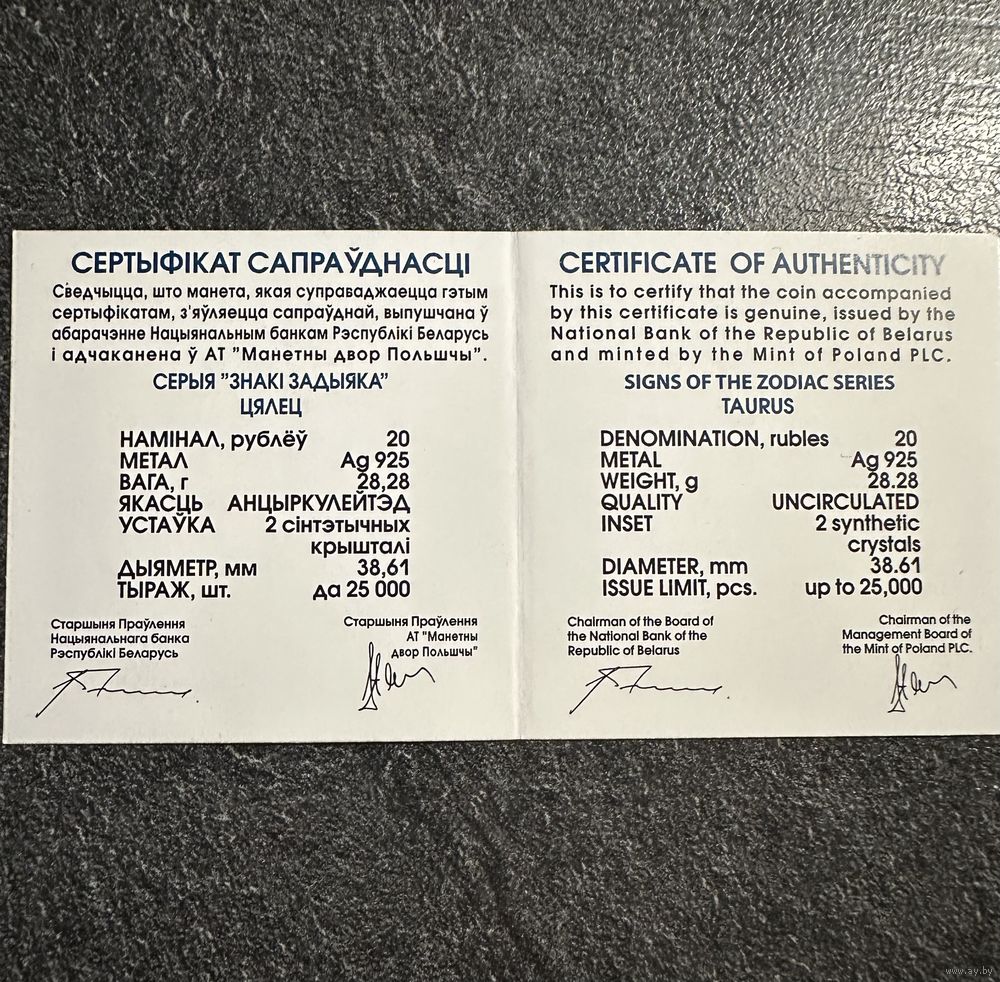 СЕРТЫФІКАТ САПРАЎДНАСЦІ
Сведчыцца, што манета, якая суправаджаецца гэтым
сертыфікатам, з'яўляецца сапраўднай, выпушчана ў
абарачэнне Нацыянальным банкам Рэспублікі Беларусь
і адчаканена ў АТ "Манетны двор Польшчы".
СЕРЫЯ "ЗНАКІ ЗАДЫЯКА"
ЦЯЛЕЦ
НАМІНАЛ, рублёў 20
МЕТАЛ Ag 925
ВАГА, г 28,28
ЯКАСЦЬ АНЦЫРКУЛЕЙТЭД
УСТАЎКА 2 сінтэтычных
крышталі
ДЫЯМЕТР, мм 38,61
ТЫРАЖ, шт. да 25 000
Старшыня Праўлення
Нацыянальнага банка
Рэспублікі Беларусь
Старшыня Праўлення
АТ "Манетны
двор Польшчы"
CERTIFICATE OF AUTHENTICITY
This is to certify that the coin accompanied
by this certificate is genuine, issued by the
National Bank of the Republic of Belarus
and minted by the Mint of Poland PLC.
SIGNS OF THE ZODIAC SERIES
TAURUS
DENOMINATION, rubles 20
METAL Ag 925
WEIGHT, g 28.28
QUALITY UNCIRCULATED
INSET 2 synthetic
crystals
DIAMETER, mm 38.61
ISSUE LIMIT, pcs. up to 25,000
Chairman of the Board of
the National Bank of the
Republic of Belarus
Chairman of the
Management Board of
the Mint of Poland PLC.
www.ay.by